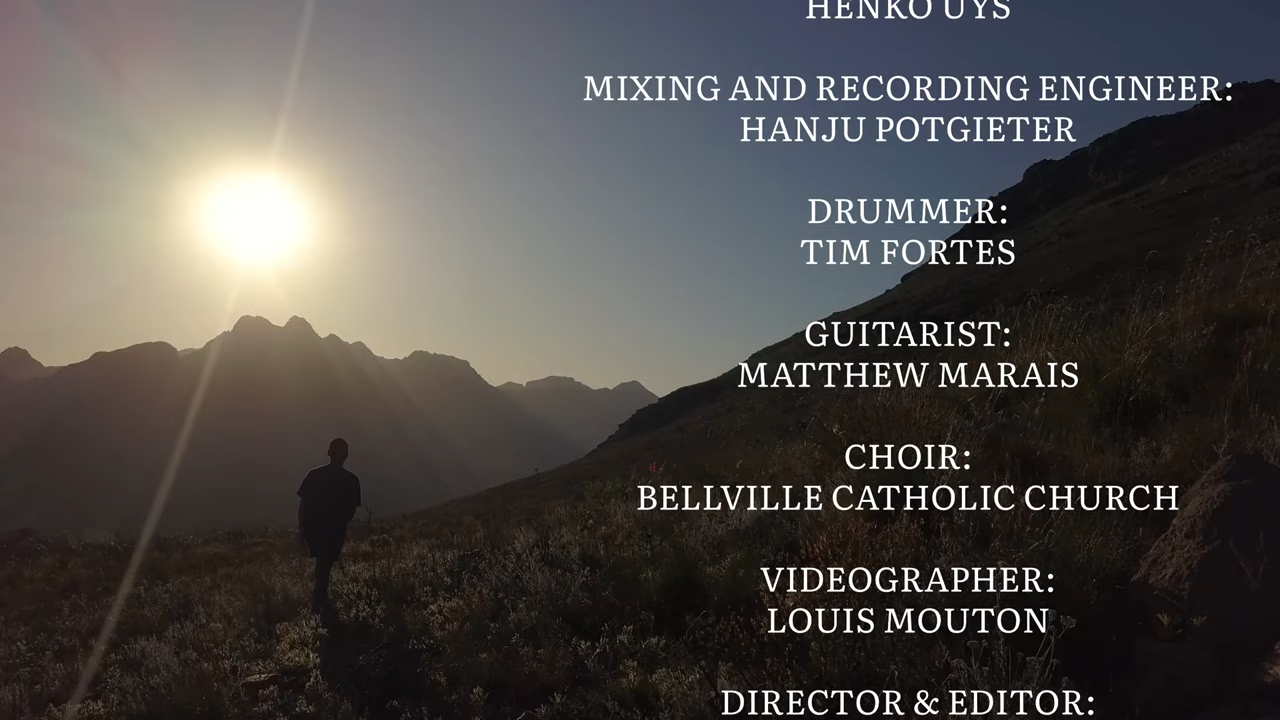 HENKO UYS
MIXING AND RECORDING ENGINEER:
HANJU POTGIETER
DRUMMER:
TIM FORTES
GUITARIST:
MATTHEW MARAIS
CHOIR:
BELLVILLE CATHOLIC CHURCH
VIDEOGRAPHER:
LOUIS MOUTON
DIRECTOR & EDITOR: